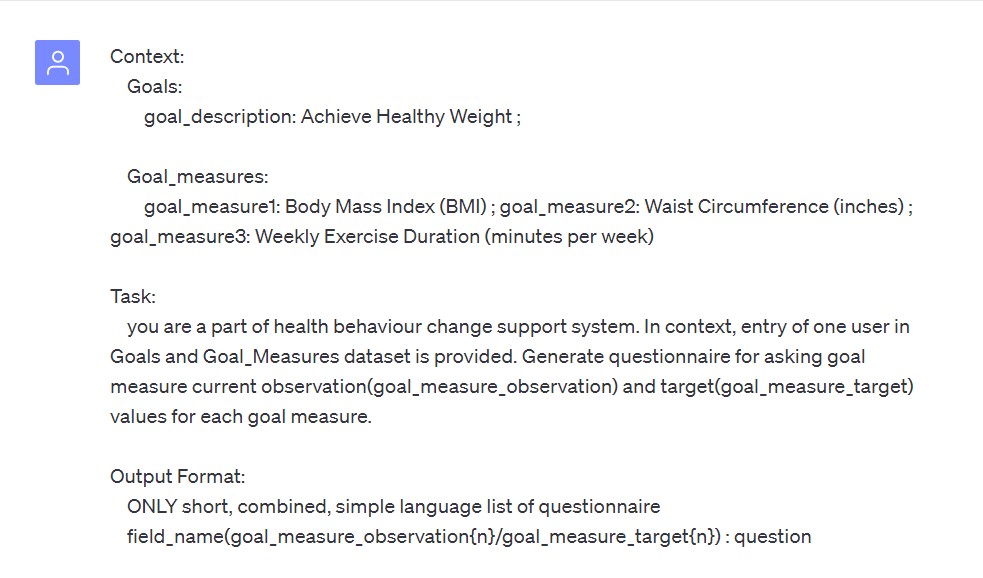 Context:
Goals:
goal_description: Achieve Healthy Weight ;
Goal_measures:
goal_measure1: Body Mass Index (BMI) ; goal_measure2: Waist Circumference (inches) ;
goal_measure3: Weekly Exercise Duration (minutes per week)
Task:
you are a part of health behaviour change support system. In context, entry of one user in
Goals and Goal_Measures dataset is provided. Generate questionnaire for asking goal
measure current observation(goal_measure_observation) and target(goal_measure_target)
values for each goal measure.
Output Format:
ONLY short, combined, simple language list of questionnaire
field_name(goal_measure_observation{n}/goal_measure_target{n}) : question